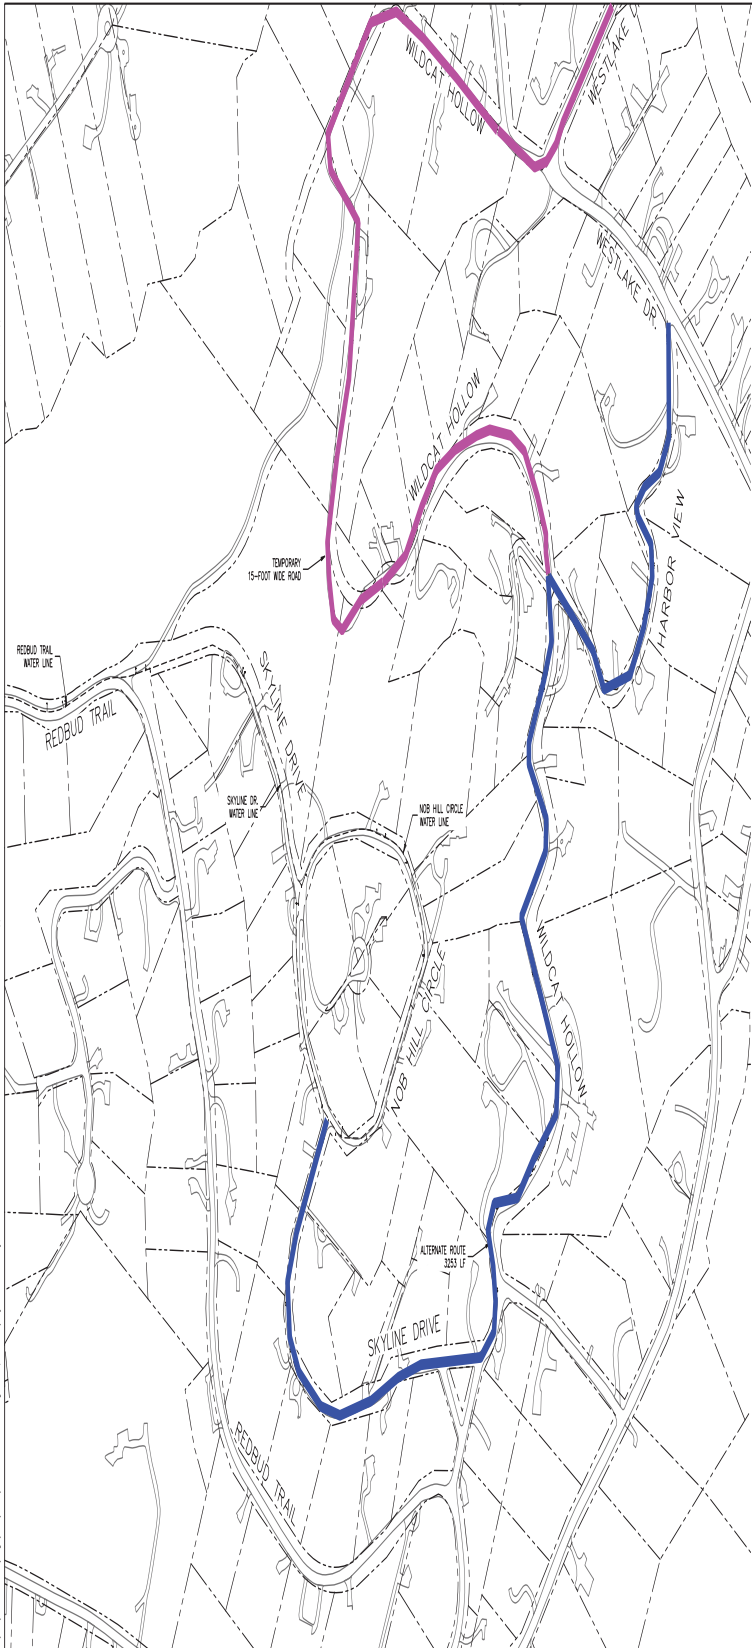 WILDCAT HOLLOW
WESTLAKE
WESTLAKE DR.
WILDCAT HOLLOW
TEMPORARY
15-FOOT WIDE ROAD
HARBOR VIEW
REDBUD TRAIL
WATER LINE
REDBUD TRAIL
SKYLINE DRIVE
SKYLINE DR.
WATER LINE
NOB HILL CIRCLE
WATER LINE
WILDCAT HOLLOW
NOB HILL CIRCLE
ALTERNATE ROUTE
3253 LF
SKYLINE DRIVE
REDBUD TRAIL